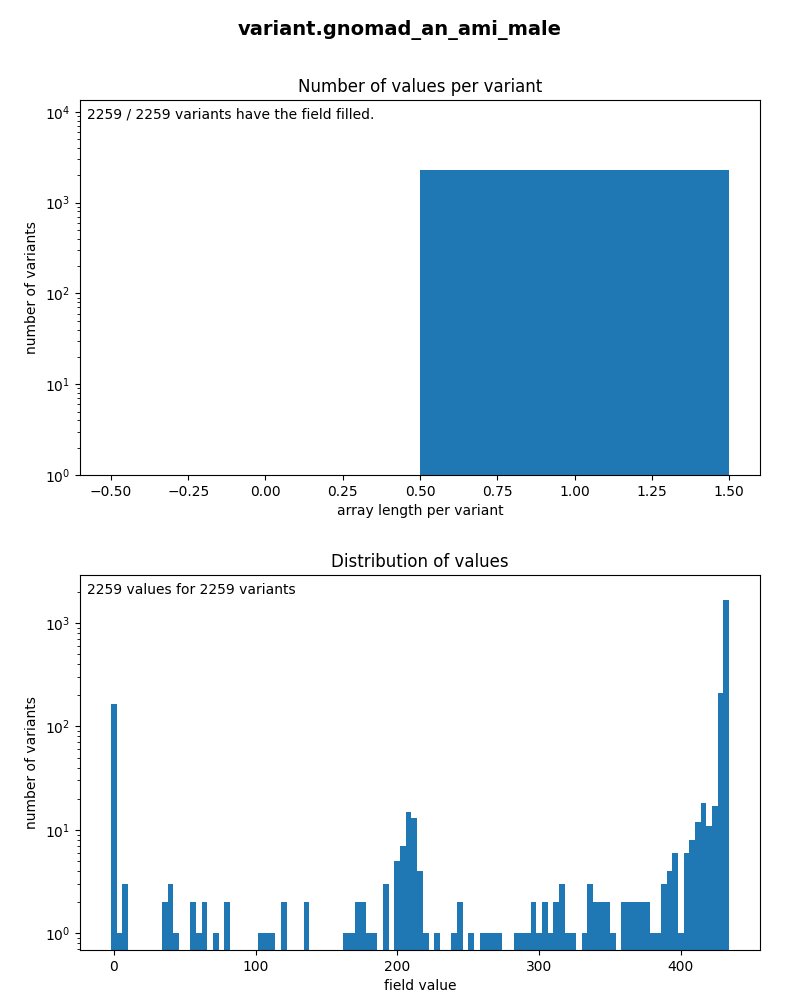 variant.gnomad_an_ami_male
Number of values per variant
2259 / 2259 variants have the field filled.
10⁴
10³
10²
10¹
10⁰
number of variants
−0.50 −0.25 0.00 0.25 0.50 0.75 1.00 1.25 1.50
array length per variant
Distribution of values
2259 values for 2259 variants
10³
10²
10¹
10⁰
number of variants
0 100 200 300 400
field value